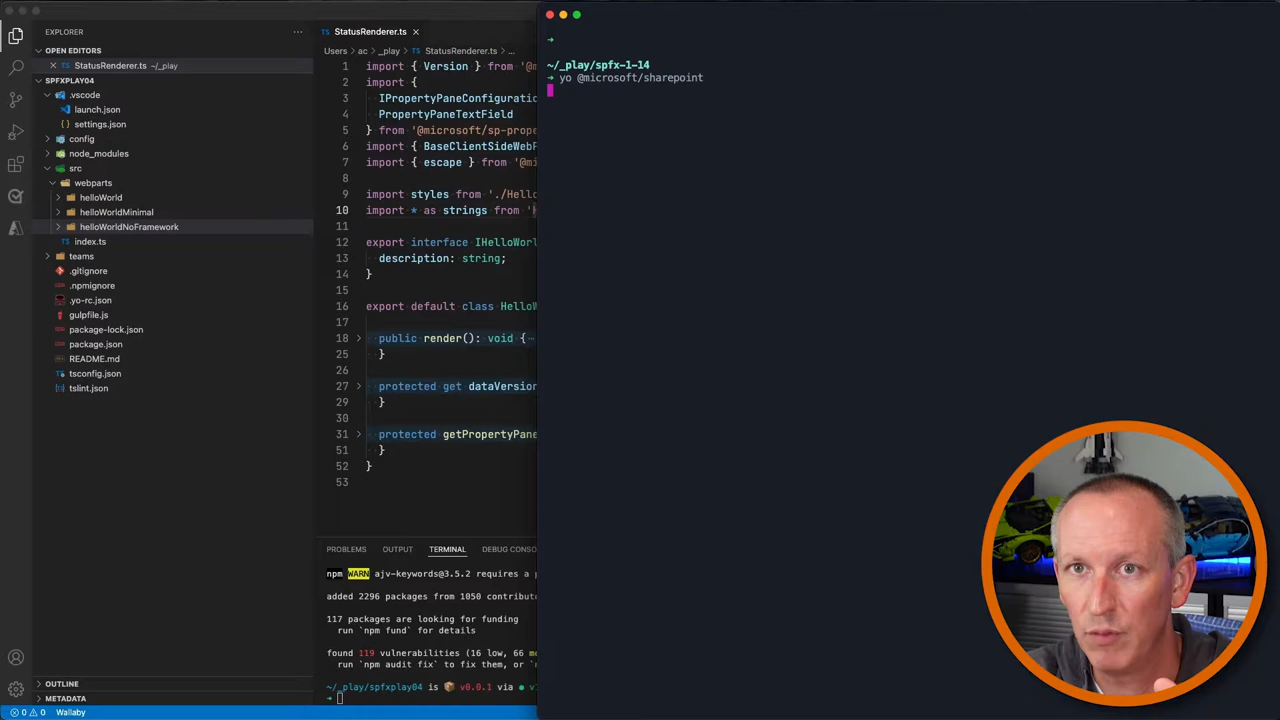 EXPLORER
OPEN EDITORS
StatusRenderer.ts ~/_play
SPFXPLAY04
.vscode
launch.json
settings.json
config
node_modules
src
webparts
helloWorld
helloWorldMinimal
helloWorldNoFramework
TS index.ts
teams
.gitignore
.npmignore
.yo-rc.json
gulpfile.js
package-lock.json
package.json
README.md
tsconfig.json
tslint.json
OUTLINE
METADATA
0 0 Wallaby
TS StatusRenderer.ts
Users > ac > _play > TS StatusRenderer.ts > ...
1 import { Version } from '@m
2 import {
3 IPropertyPaneConfiguratio
4 PropertyPaneTextField
5 } from '@microsoft/sp-prope
6 import { BaseClientSideWebP
7 import { escape } from '@mi
8
9 import styles from './Hello
10 import * as strings from 'H
11
12 export interface IHelloWorl
13 description: string;
14 }
15
16 export default class HelloW
17
18 public render(): void {
25 }
26
27 protected get dataVersion
29 }
30
31 protected getPropertyPane
51 }
52 }
53
PROBLEMS OUTPUT TERMINAL DEBUG CONSO
npm WARN ajv-keywords@3.5.2 requires a p
added 2296 packages from 1050 contribut
117 packages are looking for funding
run `npm fund` for details
found 119 vulnerabilities (16 low, 66 m
run `npm audit fix` to fix them, or `
~/_play/spfxplay04 is v0.0.1 via
~/_play/spfx-1-14
yo @microsoft/sharepoint